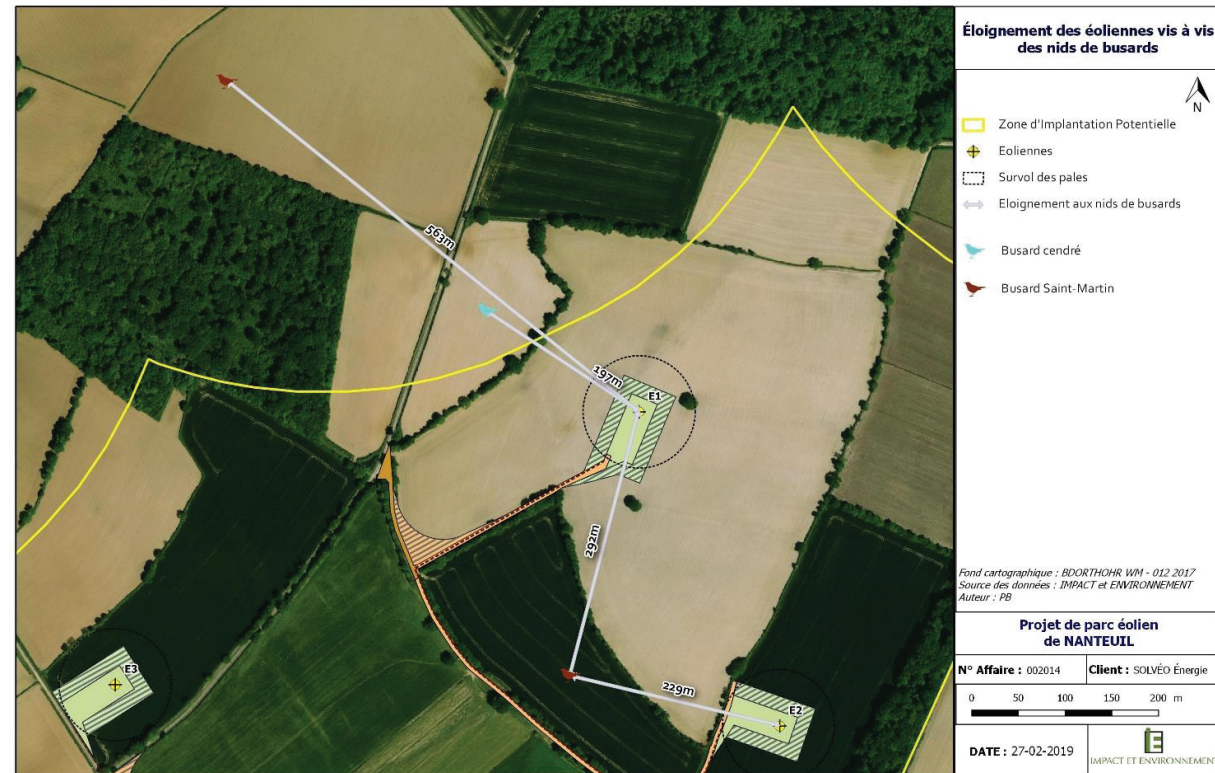 Éloignement des éoliennes vis à vis
des nids de busards
N
Zone d'Implantation Potentielle
Eoliennes
Survol des pales
Eloignement aux nids de busards
Busard cendré
Busard Saint-Martin
563m
197m
E1
292m
E3
229m
E2
Fond cartographique : BDORTHOHR WM - 012 2017
Source des données : IMPACT et ENVIRONNEMENT
Auteur : PB
Projet de parc éolien
de NANTEUIL
N° Affaire : 002014 Client : SOLVÉO Énergie
0 50 100 150 200 m
DATE : 27-02-2019
IMPACT ET ENVIRONNEMENT